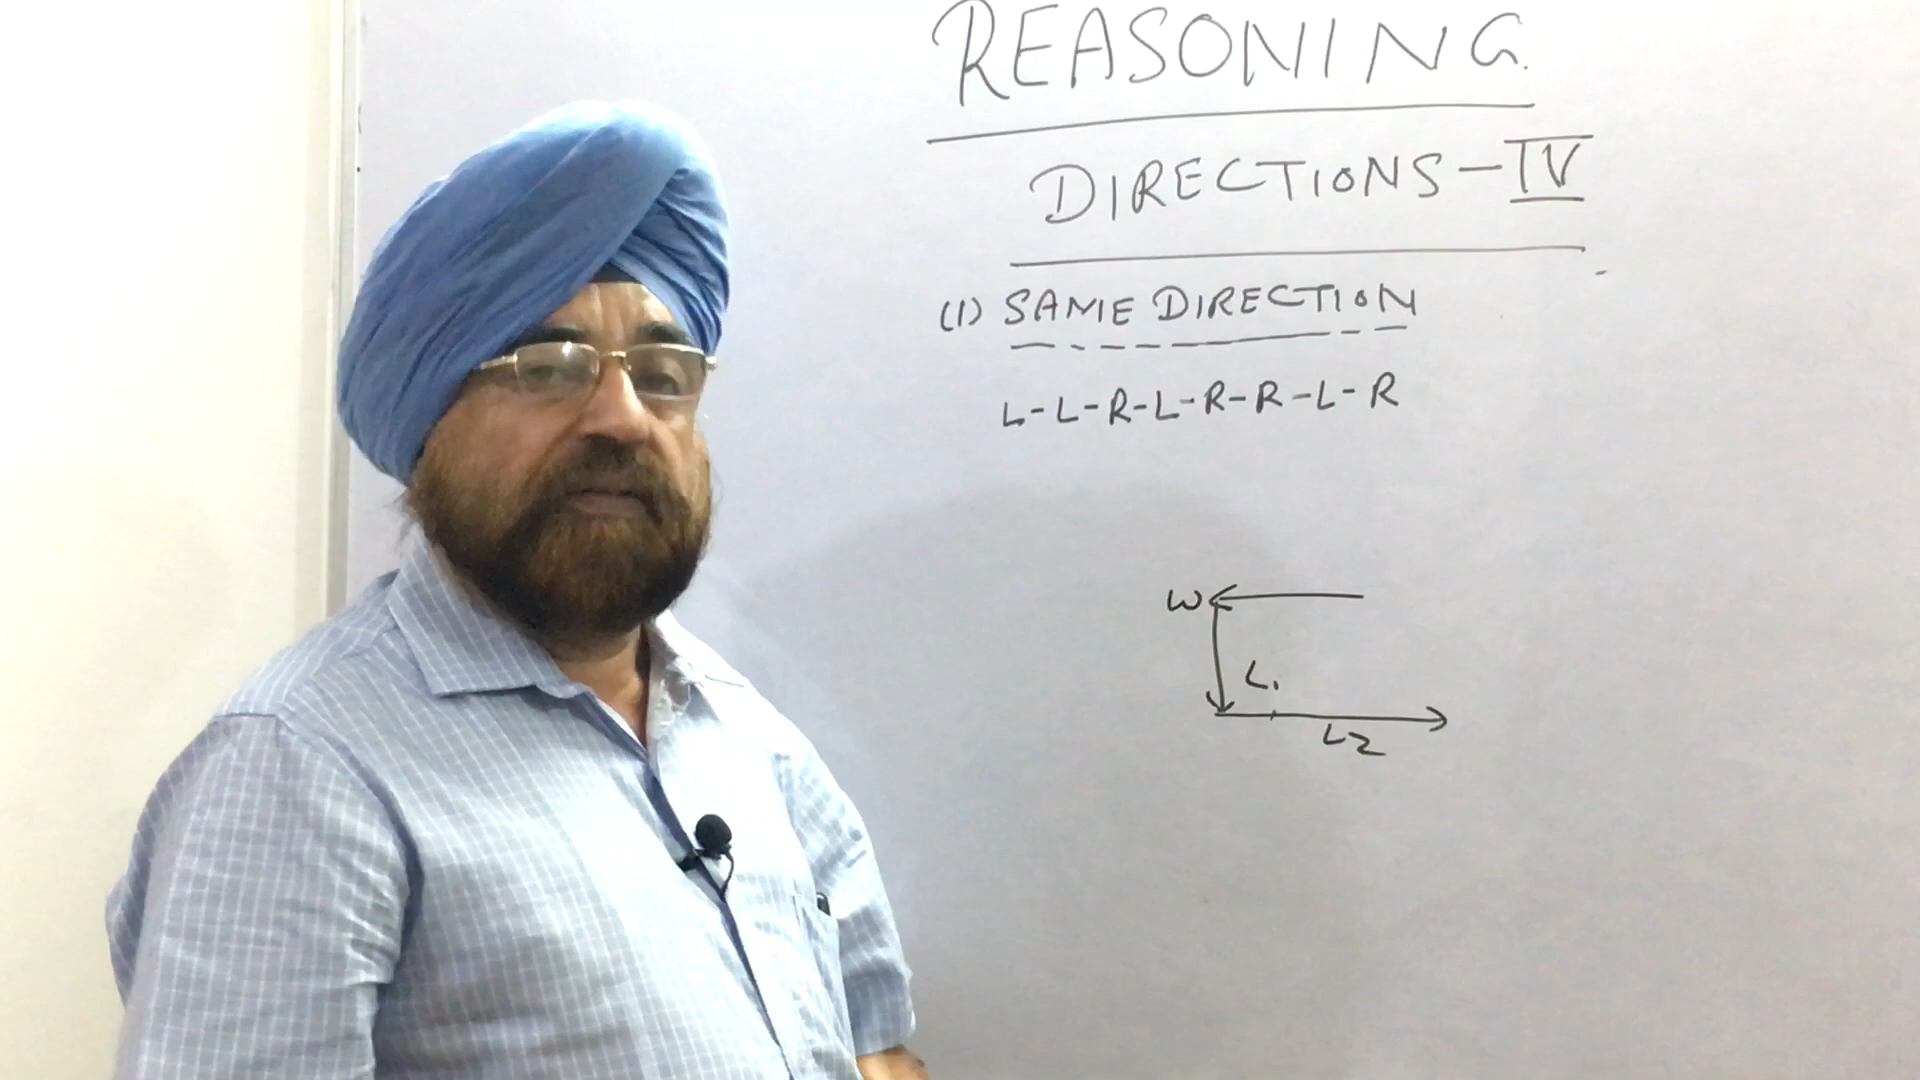 REASONING.
DIRECTIONS-IV
(1) SAME DIRECTION
L-L-R-L-R-R-L-R
W
L1
L2